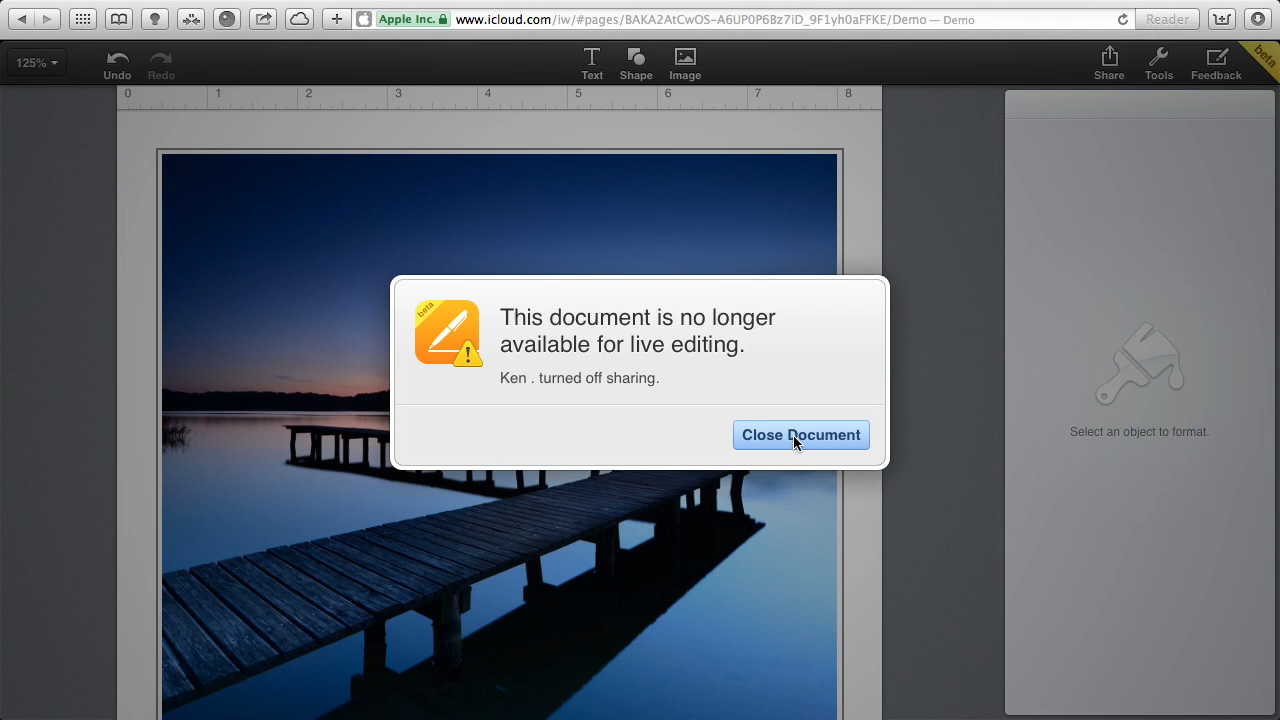 Apple Inc. www.icloud.com/iw/#pages/BAKA2AtCwOS-A6UP0P6Bz7iD_9F1yh0aFFKE/Demo — Demo Reader
125% Undo Redo Text Shape Image Share Tools Feedback beta
0 1 2 3 4 5 6 7 8
beta
This document is no longer
available for live editing.
Ken . turned off sharing.
Close Document
Select an object to format.